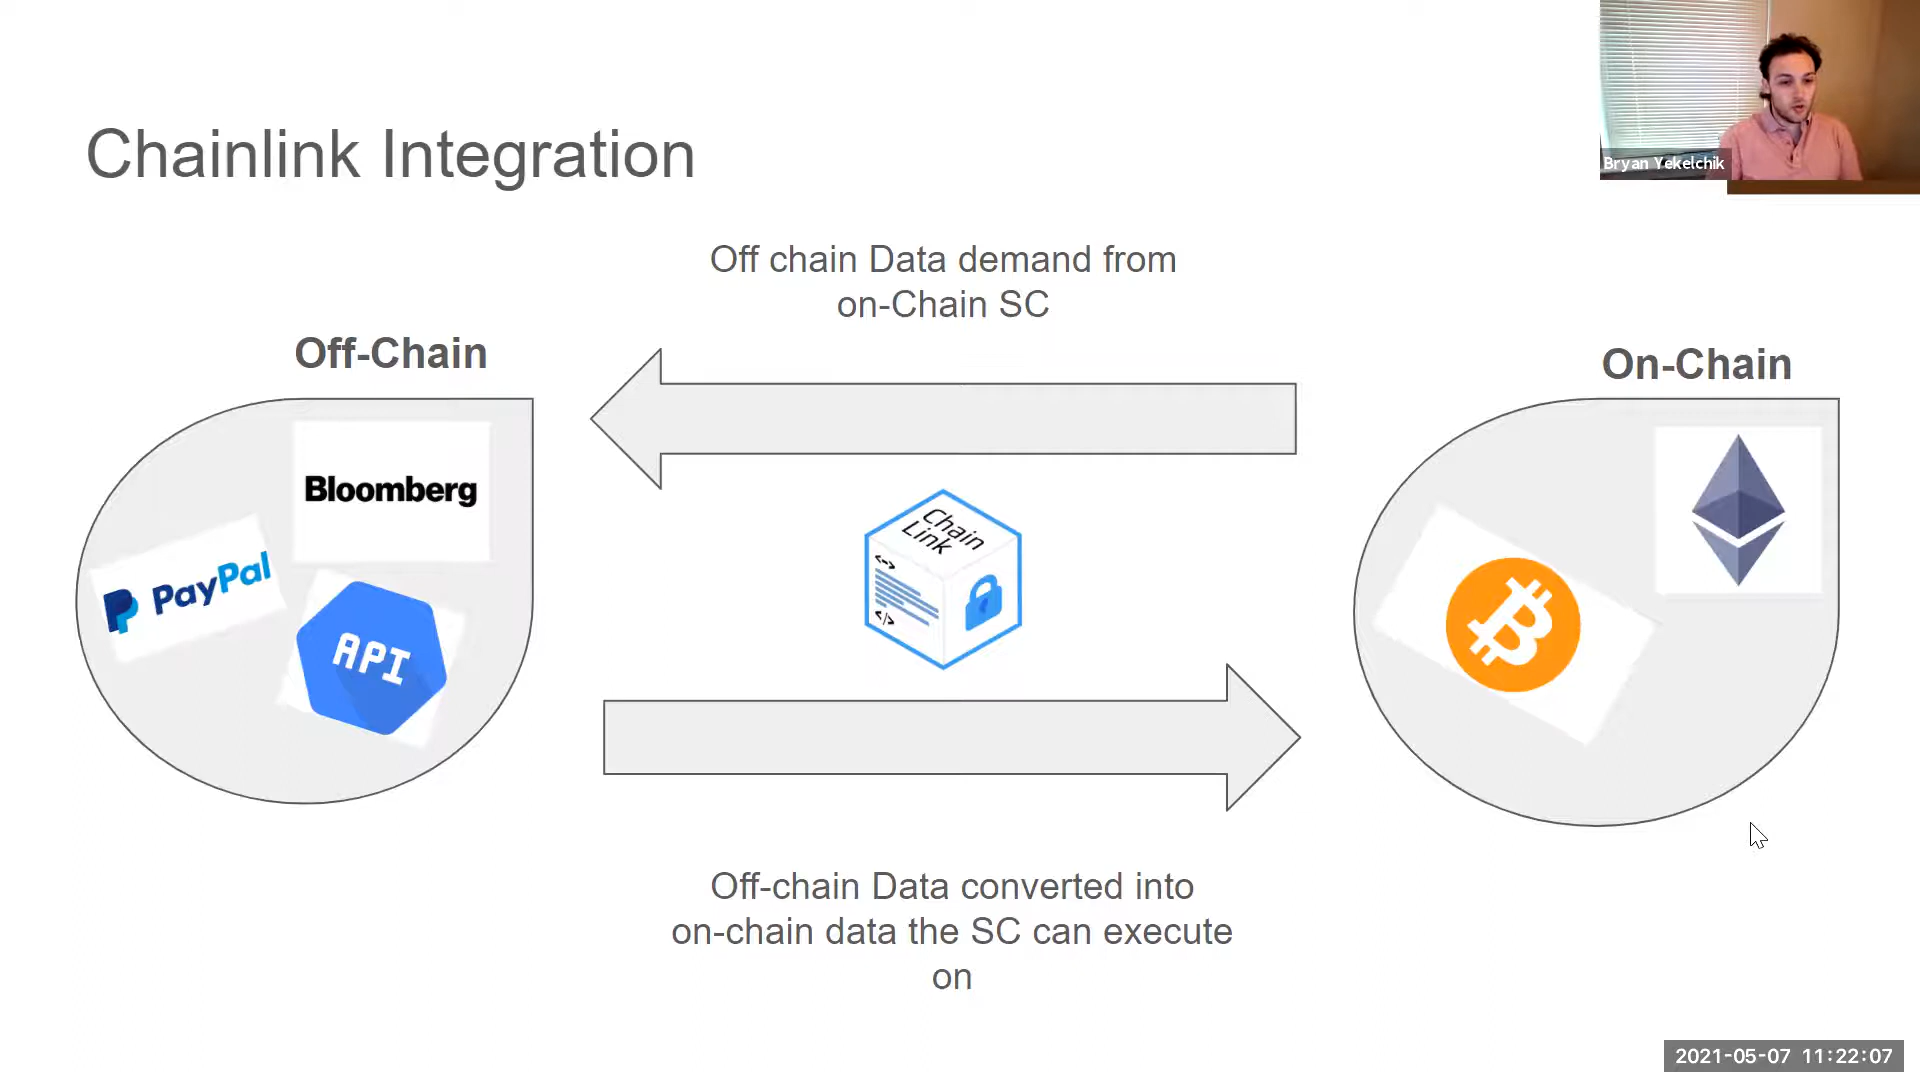 Bryan Yekelchik
Chainlink Integration
Off chain Data demand from
on-Chain SC
Off-Chain
On-Chain
Bloomberg
PayPal
API
Chain
Link
<-->
</>
Off-chain Data converted into
on-chain data the SC can execute
on
2021-05-07 11:22:07